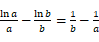 ln a / a − ln b / b = 1/b − 1/a